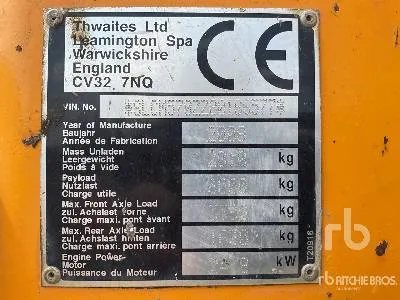 Thwaites Ltd
Leamington Spa
Warwickshire
England
CV32 7NQ
CE
VIN. No.
Year of Manufacture
Baujahr
Année de Fabrication
Mass Unladen
Leergewicht
Poids à vide
kg
Payload
Nutzlast
Charge utile
kg
Max. Front Axle Load
zul. Achslast vorne
Charge maxi. pont avant
kg
Max. Rear Axle Load
zul. Achslast hinten
Charge maxi. pont arrière
kg
Engine Power
Motor
Puissance du Moteur
kW
T20916
rb
RITCHIE BROS